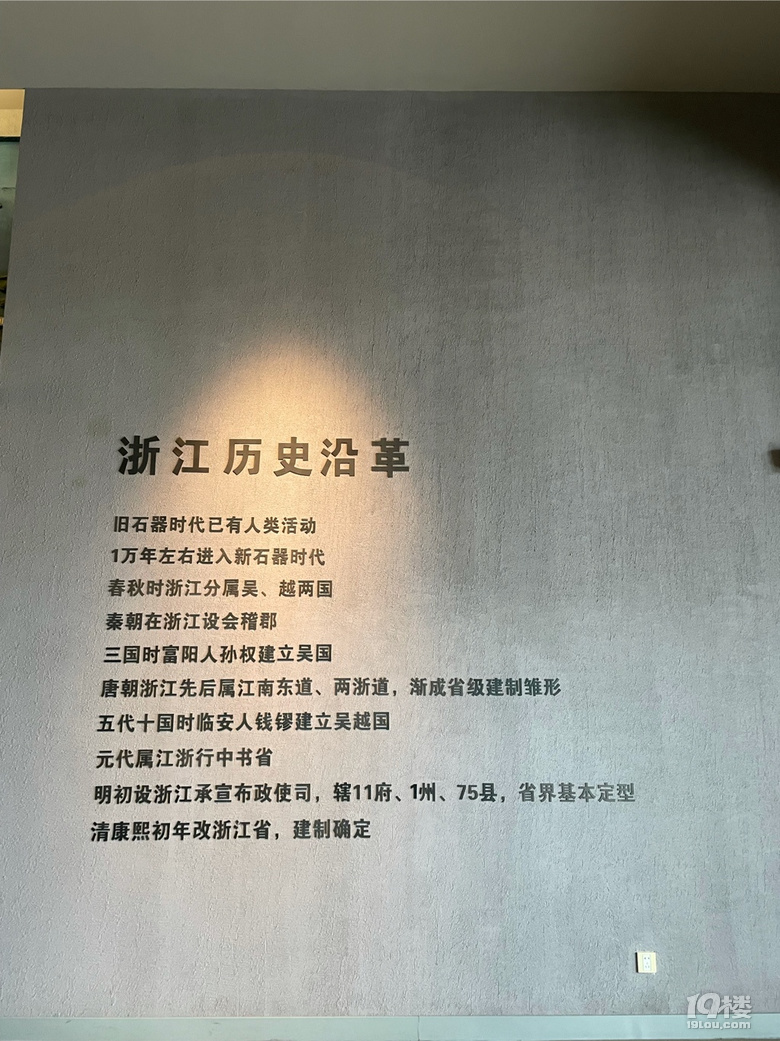 浙江历史沿革
旧石器时代已有人类活动
1万年左右进入新石器时代
春秋时浙江分属吴、越两国
秦朝在浙江设会稽郡
三国时富阳人孙权建立吴国
唐朝浙江先后属江南东道、两浙道，渐成省级建制雏形
五代十国时临安人钱镠建立吴越国
元代属江浙行中书省
明初设浙江承宣布政使司，辖11府、1州、75县，省界基本定型
清康熙初年改浙江省，建制确定
19楼
19lou.com